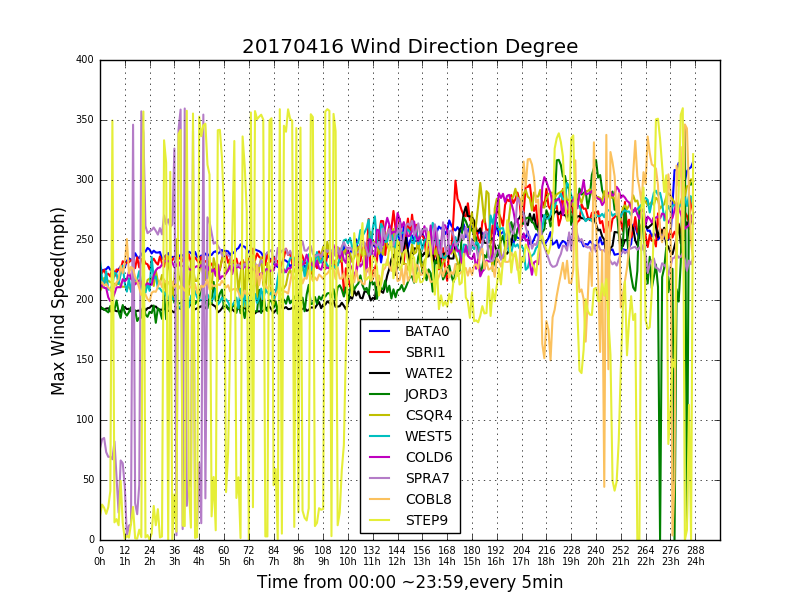 20170416 Wind Direction Degree
400
350
300
250
200
150
100
50
0
Max Wind Speed(mph)
BATA0
SBRI1
WATE2
JORD3
CSQR4
WEST5
COLD6
SPRA7
COBL8
STEP9
0 12 24 36 48 60 72 84 96 108 120 132 144 156 168 180 192 204 216 228 240 252 264 276 288
0h 1h 2h 3h 4h 5h 6h 7h 8h 9h 10h 11h 12h 13h 14h 15h 16h 17h 18h 19h 20h 21h 22h 23h 24h
Time from 00:00 ~23:59,every 5min